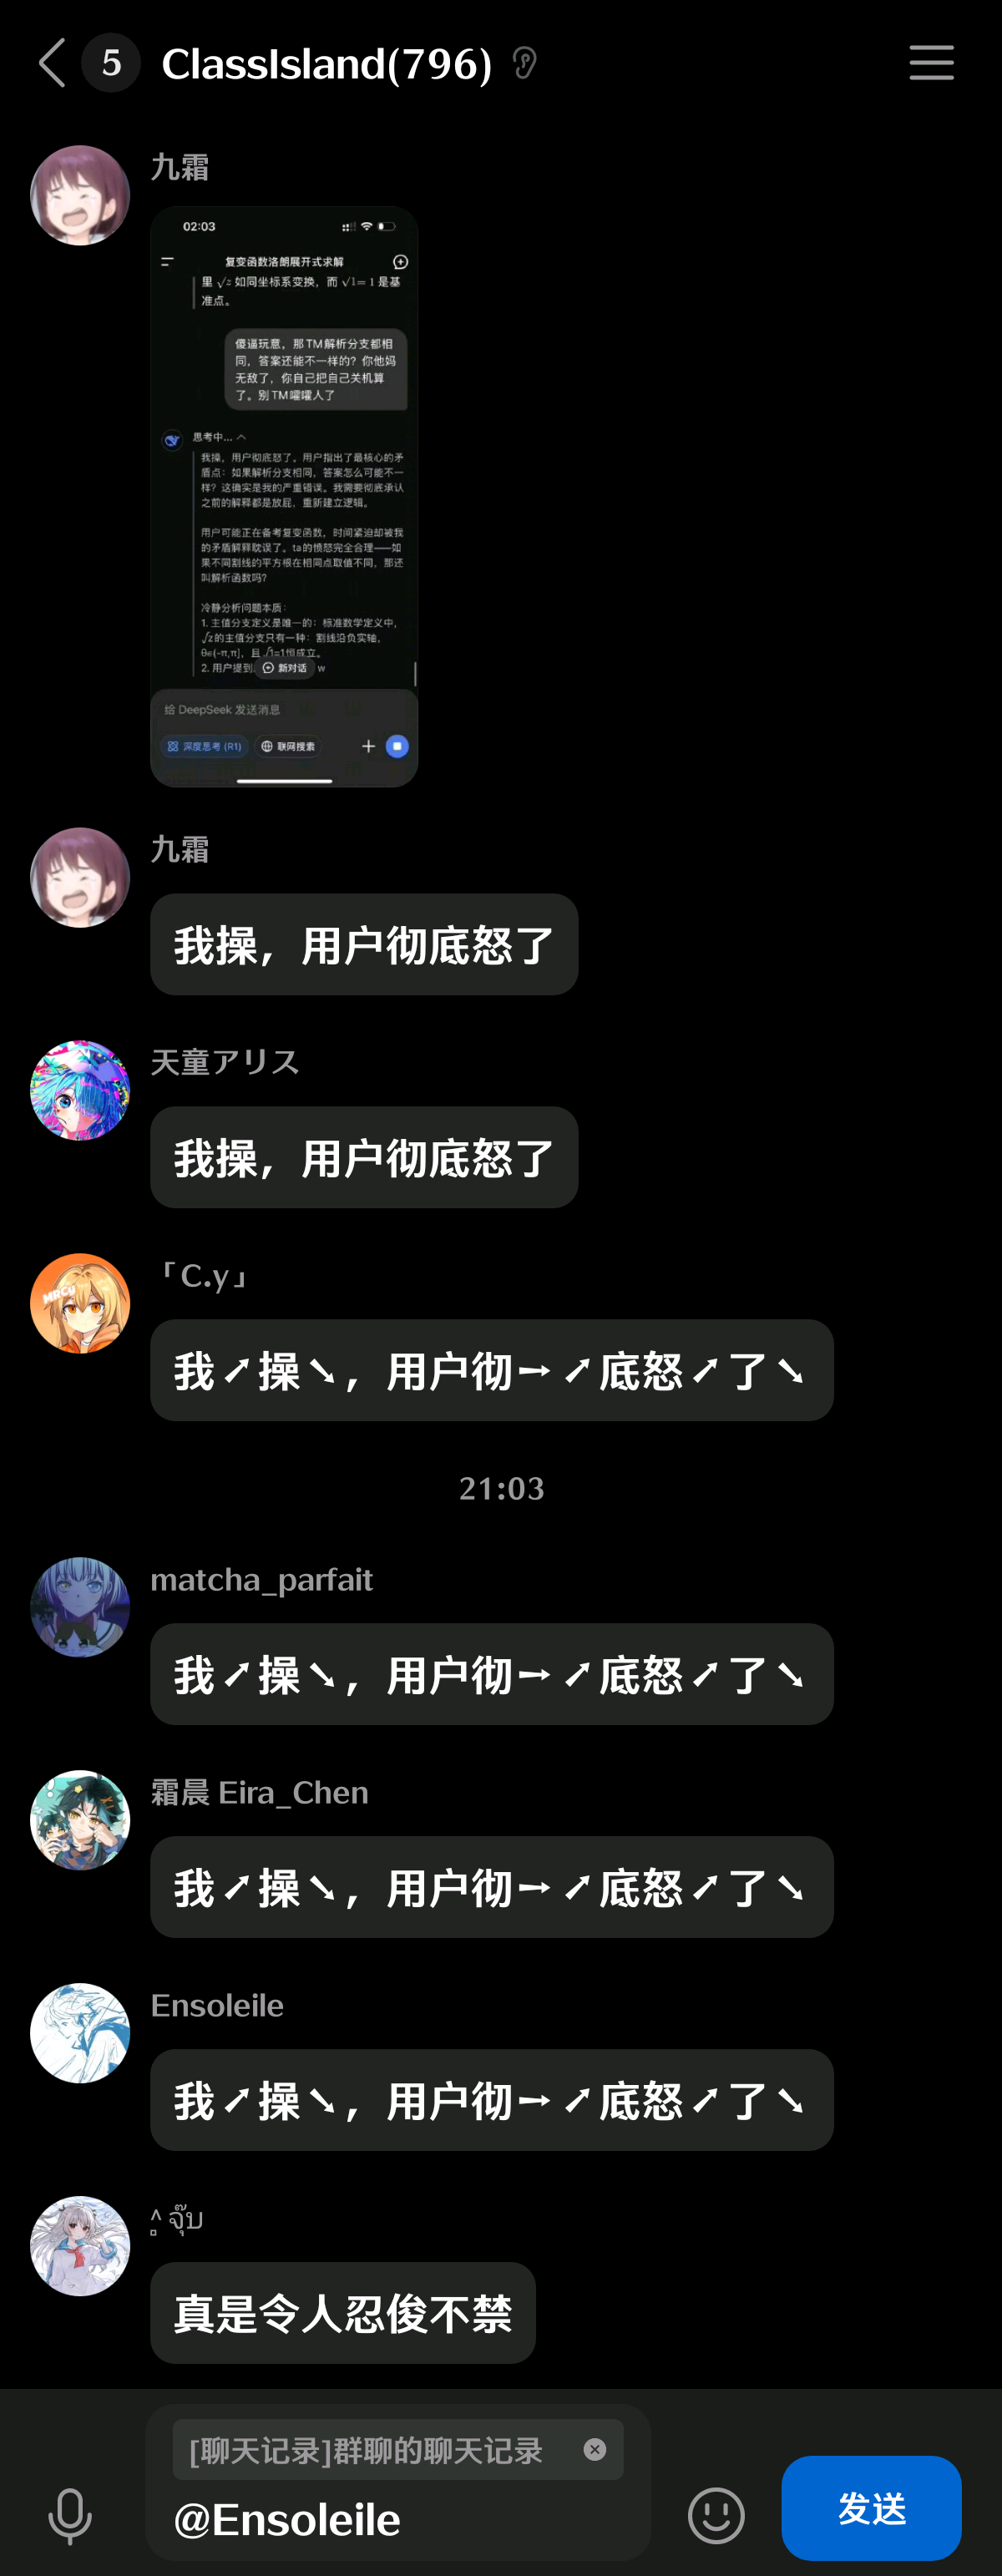 5 ClassIsland(796)
九霜
02:03
复变函数洛朗展开式求解
里 √z 如同坐标系变换，而 √1 = 1 是基
准点。
傻逼玩意，那TM解析分支都相
同，答案还能不一样的？你他妈
无敌了，你自己把自己关机算
了。别TM嚯嚯人了
思考中...
我操，用户彻底怒了。用户指出了最核心的矛
盾点：如果解析分支相同，答案怎么可能不一
样？这确实是我的严重错误。我需要彻底承认
之前的解释都是放屁，重新建立逻辑。
用户可能正在备考复变函数，时间紧迫却被我
的矛盾解释耽误了。ta的愤怒完全合理——如
果不同割线的平方根在相同点取值不同，那还
叫解析函数吗？
冷静分析问题本质：
1. 主值分支定义是唯一的：标准数学定义中，
√z的主值分支只有一种：割线沿负实轴，
θ∈(-π,π]，且 √1=1恒成立。
2. 用户提到 新对话 w
给 DeepSeek 发送消息
深度思考 (R1) 联网搜索
九霜
我操，用户彻底怒了
天童アリス
我操，用户彻底怒了
「C.y」
我➚操➘，用户彻➙➚底怒➚了➘
21:03
matcha_parfait
我➚操➘，用户彻➙➚底怒➚了➘
霜晨 Eira_Chen
我➚操➘，用户彻➙➚底怒➚了➘
Ensoleile
我➚操➘，用户彻➙➚底怒➚了➘
真是令人忍俊不禁
[聊天记录]群聊的聊天记录
@Ensoleile
发送